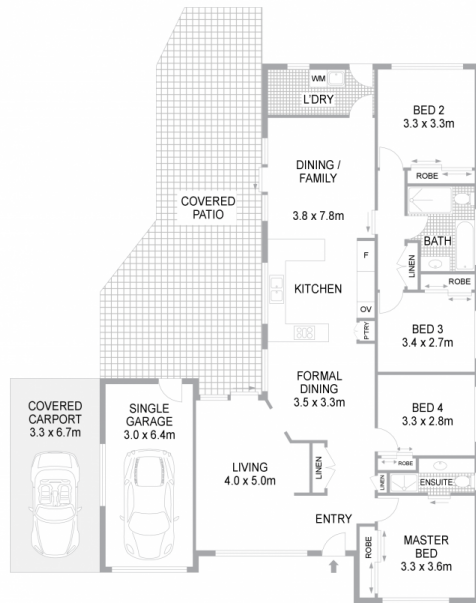 WM
L'DRY
BED 2
3.3 x 3.3m
ROBE
DINING /
FAMILY
3.8 x 7.8m
COVERED
PATIO
BATH
LINEN
ROBE
F
KITCHEN
OV
P'TRY
BED 3
3.4 x 2.7m
FORMAL
DINING
3.5 x 3.3m
COVERED
CARPORT
3.3 x 6.7m
SINGLE
GARAGE
3.0 x 6.4m
BED 4
3.3 x 2.8m
LIVING
4.0 x 5.0m
LINEN
ROBE
LINEN
ENSUITE
ENTRY
ROBE
MASTER
BED
3.3 x 3.6m